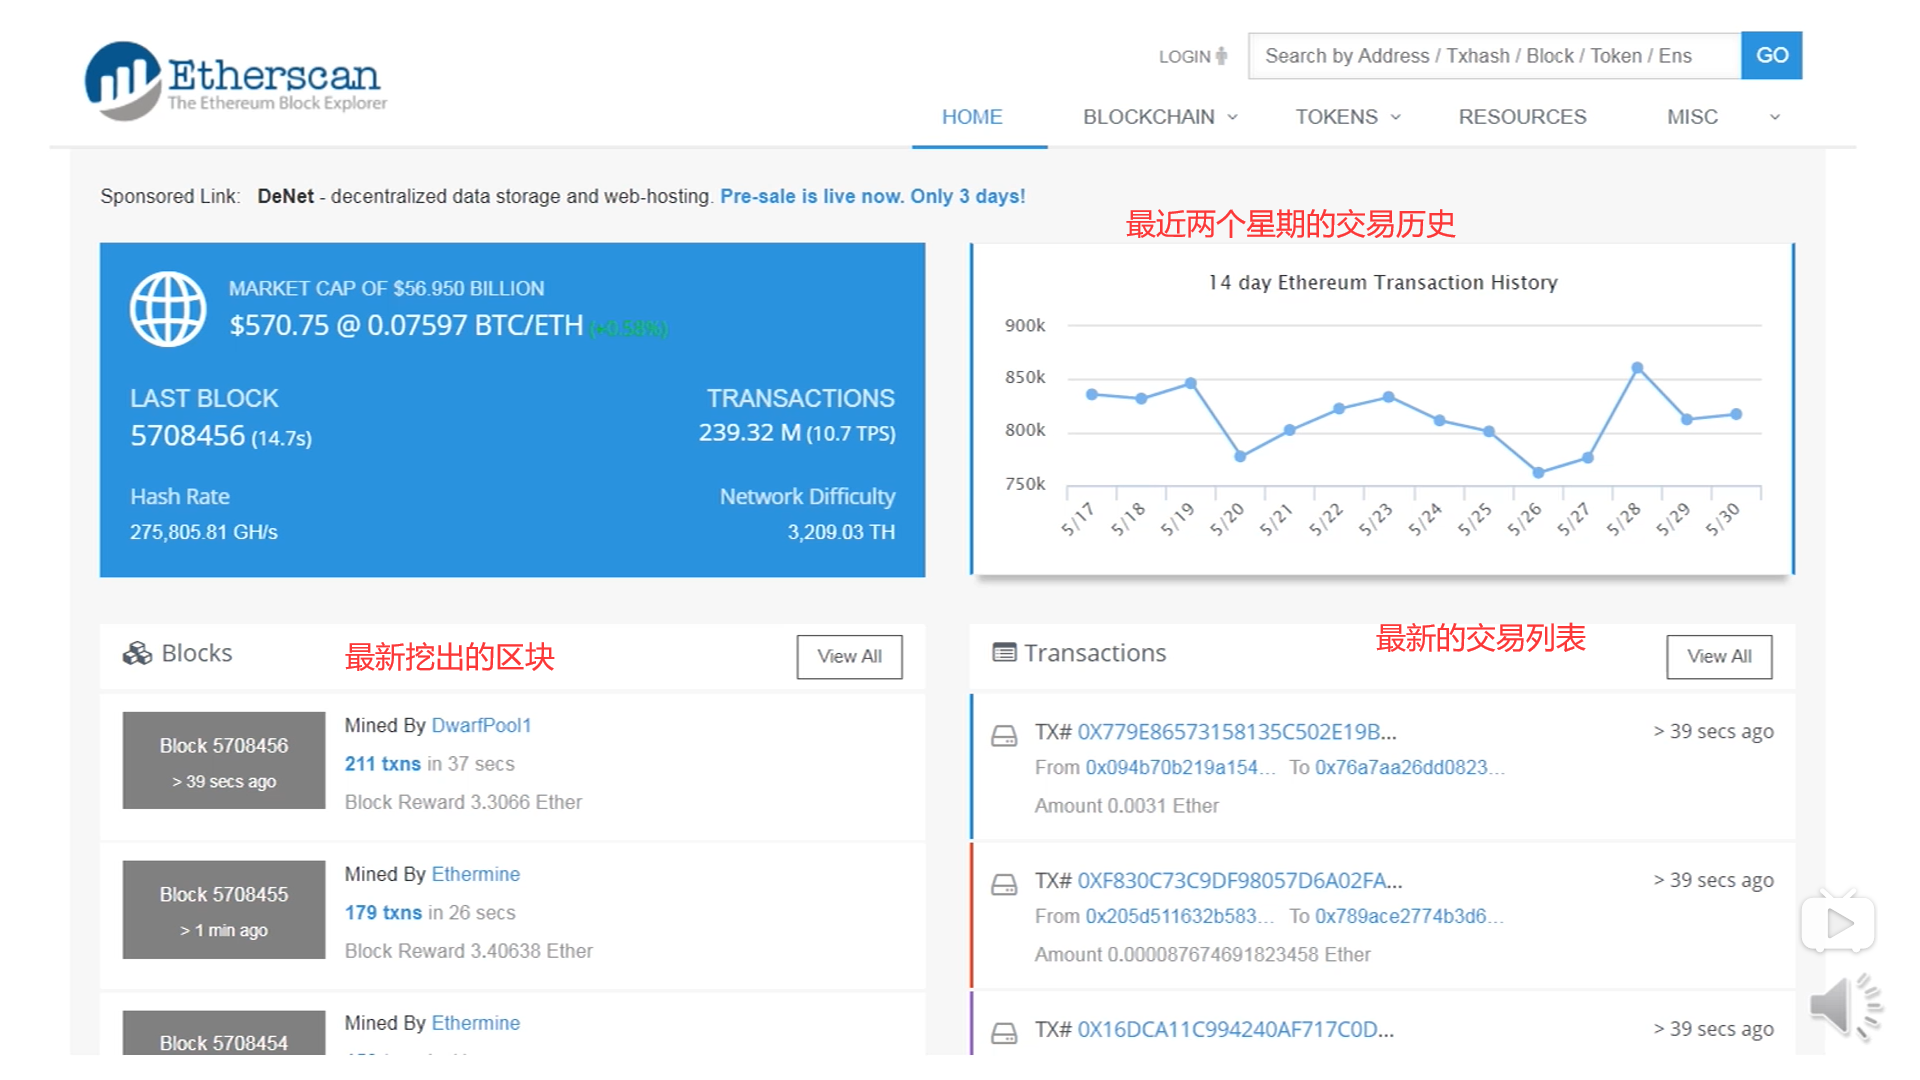 Etherscan
The Ethereum Block Explorer
LOGIN
Search by Address / Txhash / Block / Token / Ens
GO
HOME
BLOCKCHAIN
TOKENS
RESOURCES
MISC
Sponsored Link: DeNet - decentralized data storage and web-hosting. Pre-sale is live now. Only 3 days!
最近两个星期的交易历史
MARKET CAP OF $56.950 BILLION
$570.75 @ 0.07597 BTC/ETH (+0.58%)
LAST BLOCK
5708456 (14.7s)
TRANSACTIONS
239.32 M (10.7 TPS)
Hash Rate
275,805.81 GH/s
Network Difficulty
3,209.03 TH
14 day Ethereum Transaction History
900k
850k
800k
750k
5/17 5/18 5/19 5/20 5/21 5/22 5/23 5/24 5/25 5/26 5/27 5/28 5/29 5/30
Blocks
最新挖出的区块
View All
Block 5708456
> 39 secs ago
Mined By DwarfPool1
211 txns in 37 secs
Block Reward 3.3066 Ether
Block 5708455
> 1 min ago
Mined By Ethermine
179 txns in 26 secs
Block Reward 3.40638 Ether
Block 5708454
Mined By Ethermine
Transactions
最新的交易列表
View All
TX# 0X779E86573158135C502E19B...
> 39 secs ago
From 0x094b70b219a154... To 0x76a7aa26dd0823...
Amount 0.0031 Ether
TX# 0XF830C73C9DF98057D6A02FA...
> 39 secs ago
From 0x205d511632b583... To 0x789ace2774b3d6...
Amount 0.000087674691823458 Ether
TX# 0X16DCA11C994240AF717C0D...
> 39 secs ago